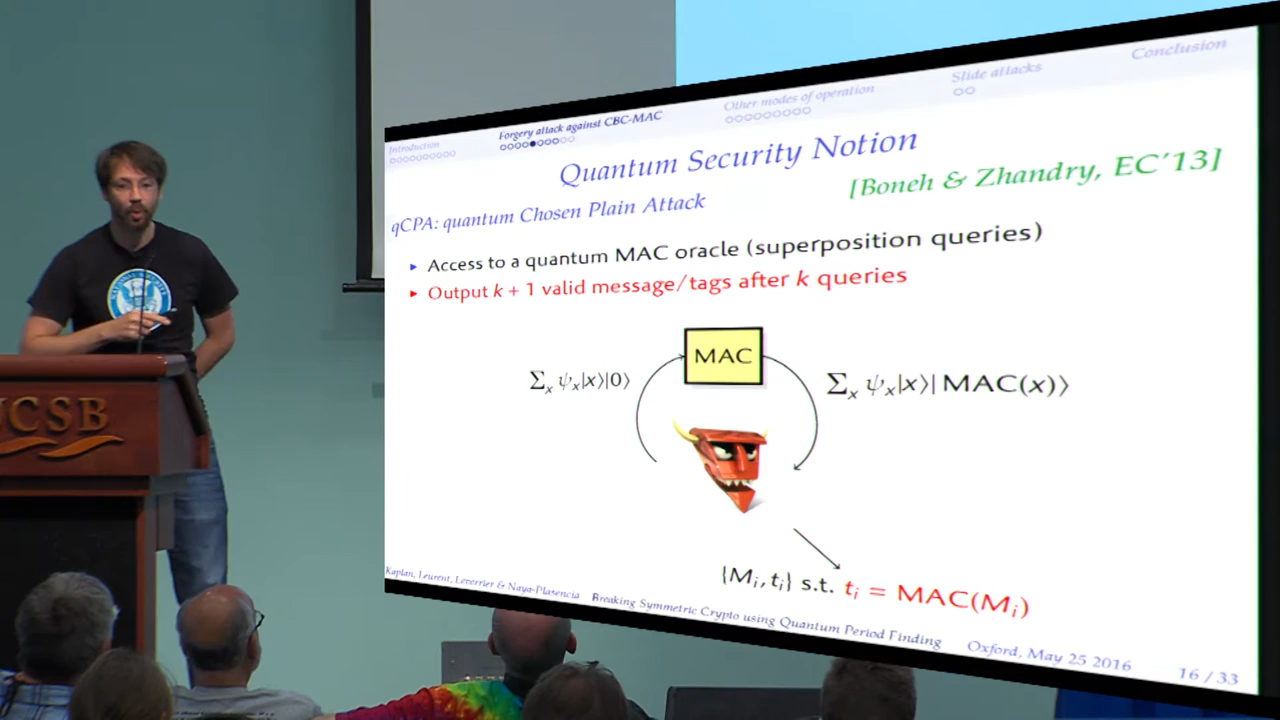 Introduction
Forgery attack against CBC-MAC
Other modes of operation
Slide attacks
Conclusion
Quantum Security Notion
[Boneh & Zhandry, EC'13]
qCPA: quantum Chosen Plain Attack
▸ Access to a quantum MAC oracle (superposition queries)
▸ Output k + 1 valid message/tags after k queries
MAC
∑ₓ ψₓ|x⟩|0⟩
∑ₓ ψₓ|x⟩|MAC(x)⟩
{Mᵢ, tᵢ} s.t. tᵢ = MAC(Mᵢ)
Kaplan, Leurent, Leverrier & Naya-Plasencia
Breaking Symmetric Crypto using Quantum Period Finding
Oxford, May 25 2016
16 / 33
UCSB